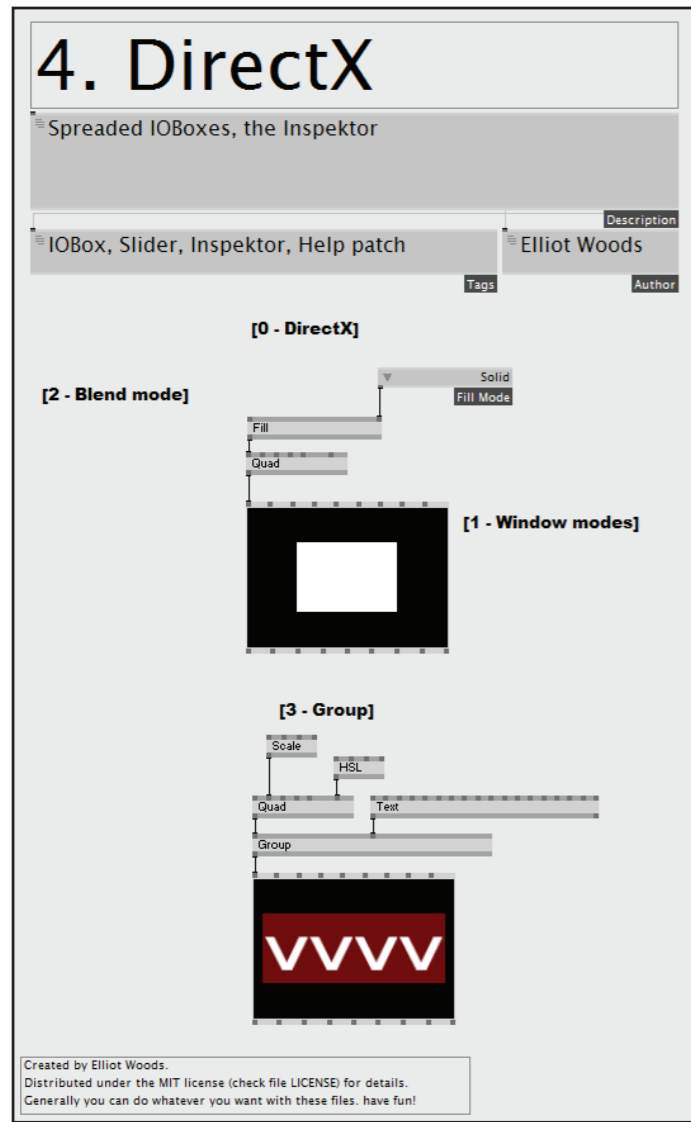 4. DirectX
Spreaded IOBoxes, the Inspektor
Description
IOBox, Slider, Inspektor, Help patch
Tags
Elliot Woods
Author
[0 - DirectX]
[2 - Blend mode]
Solid
Fill Mode
Fill
Quad
[1 - Window modes]
[3 - Group]
Scale
HSL
Quad
Text
Group
VVVV
Created by Elliot Woods.
Distributed under the MIT license (check file LICENSE) for details.
Generally you can do whatever you want with these files. have fun!